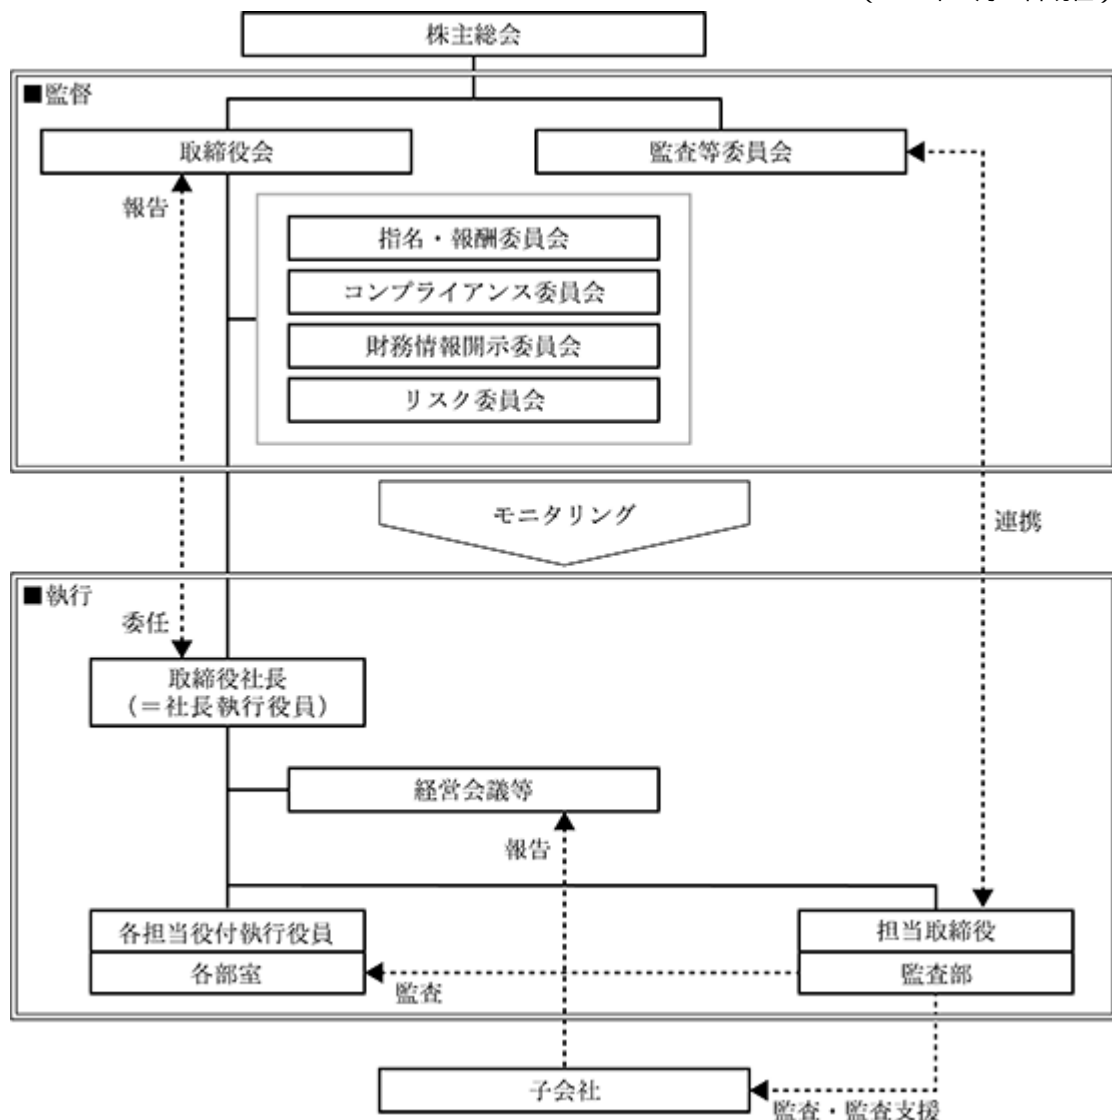 株主総会
■監督
取締役会
監査等委員会
報告
指名・報酬委員会
コンプライアンス委員会
財務情報開示委員会
リスク委員会
モニタリング
連携
■執行
委任
取締役社長
（＝社長執行役員）
経営会議等
報告
各担当役付執行役員
担当取締役
各部室
監査部
監査
子会社
監査・監査支援